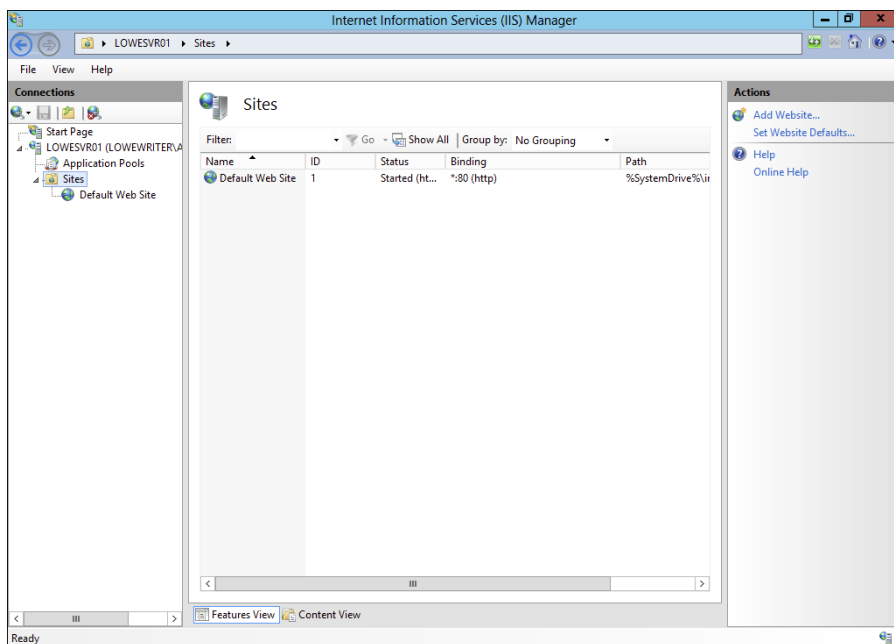 Internet Information Services (IIS) Manager
LOWESVR01 Sites
File View Help
Connections
Start Page
LOWESVR01 (LOWEWRITER\A
Application Pools
Sites
Default Web Site
Sites
Filter: Go Show All Group by: No Grouping
Name ID Status Binding Path
Default Web Site 1 Started (ht... *:80 (http) %SystemDrive%\in
Features View Content View
Actions
Add Website...
Set Website Defaults...
Help
Online Help
Ready